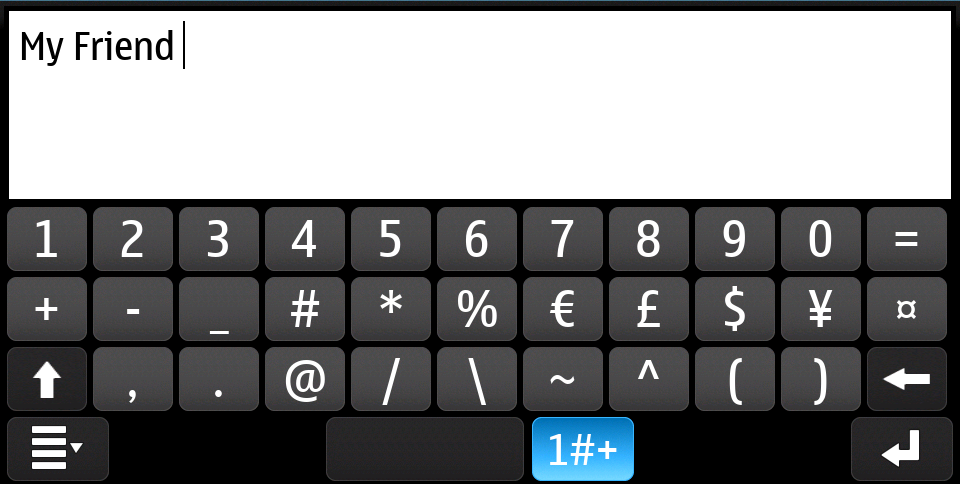 My Friend
1 2 3 4 5 6 7 8 9 0 =
+ - _ # * % € £ $ ¥ ¤
, . @ / \ ~ ^ ( )
1#+